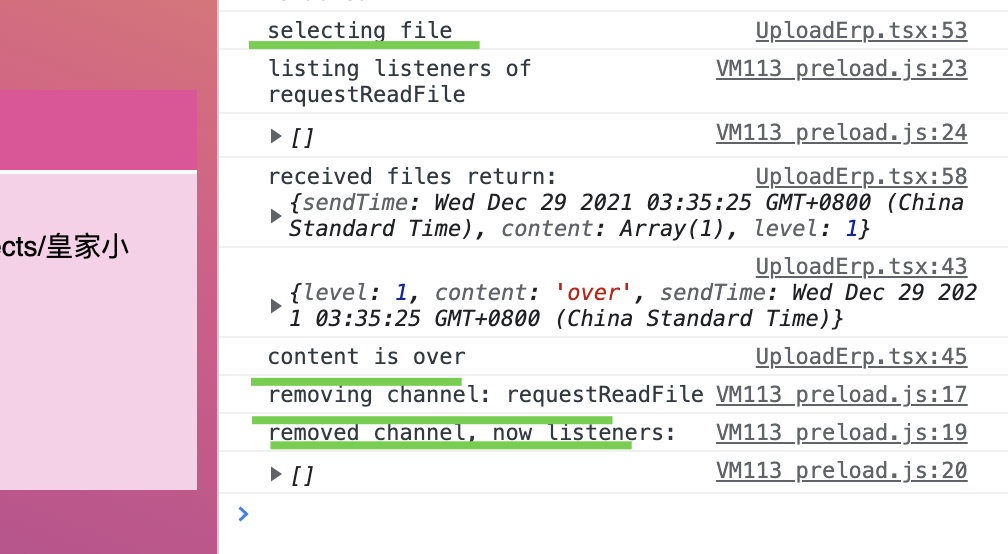 selecting file UploadErp.tsx:53
listing listeners of VM113 preload.js:23
requestReadFile
[] VM113 preload.js:24
received files return: UploadErp.tsx:58
{sendTime: Wed Dec 29 2021 03:35:25 GMT+0800 (China
Standard Time), content: Array(1), level: 1}
ects/皇家小
UploadErp.tsx:43
{level: 1, content: 'over', sendTime: Wed Dec 29 202
1 03:35:25 GMT+0800 (China Standard Time)}
content is over UploadErp.tsx:45
removing channel: requestReadFile VM113 preload.js:17
removed channel, now listeners: VM113 preload.js:19
[] VM113 preload.js:20